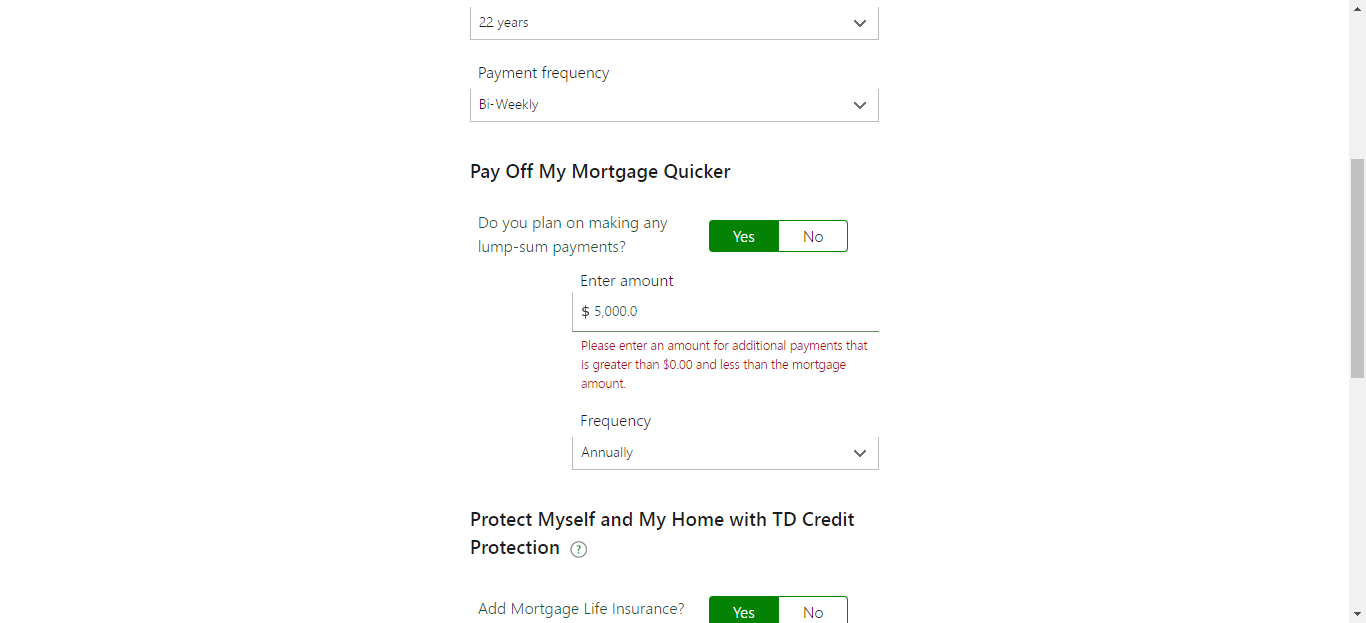 22 years
Payment frequency
Bi-Weekly
Pay Off My Mortgage Quicker
Do you plan on making any
lump-sum payments?
Yes
No
Enter amount
$ 5,000.0
Please enter an amount for additional payments that
is greater than $0.00 and less than the mortgage
amount.
Frequency
Annually
Protect Myself and My Home with TD Credit
Protection ?
Add Mortgage Life Insurance?
Yes
No